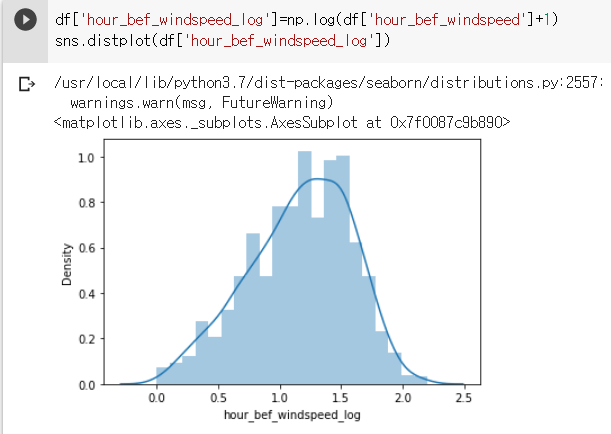 df['hour_bef_windspeed_log']=np.log(df['hour_bef_windspeed']+1)
sns.distplot(df['hour_bef_windspeed_log'])
/usr/local/lib/python3.7/dist-packages/seaborn/distributions.py:2557:
warnings.warn(msg, FutureWarning)
<matplotlib.axes._subplots.AxesSubplot at 0x7f0087c9b890>
1.0
0.8
0.6
0.4
0.2
0.0
Density
0.0 0.5 1.0 1.5 2.0 2.5
hour_bef_windspeed_log